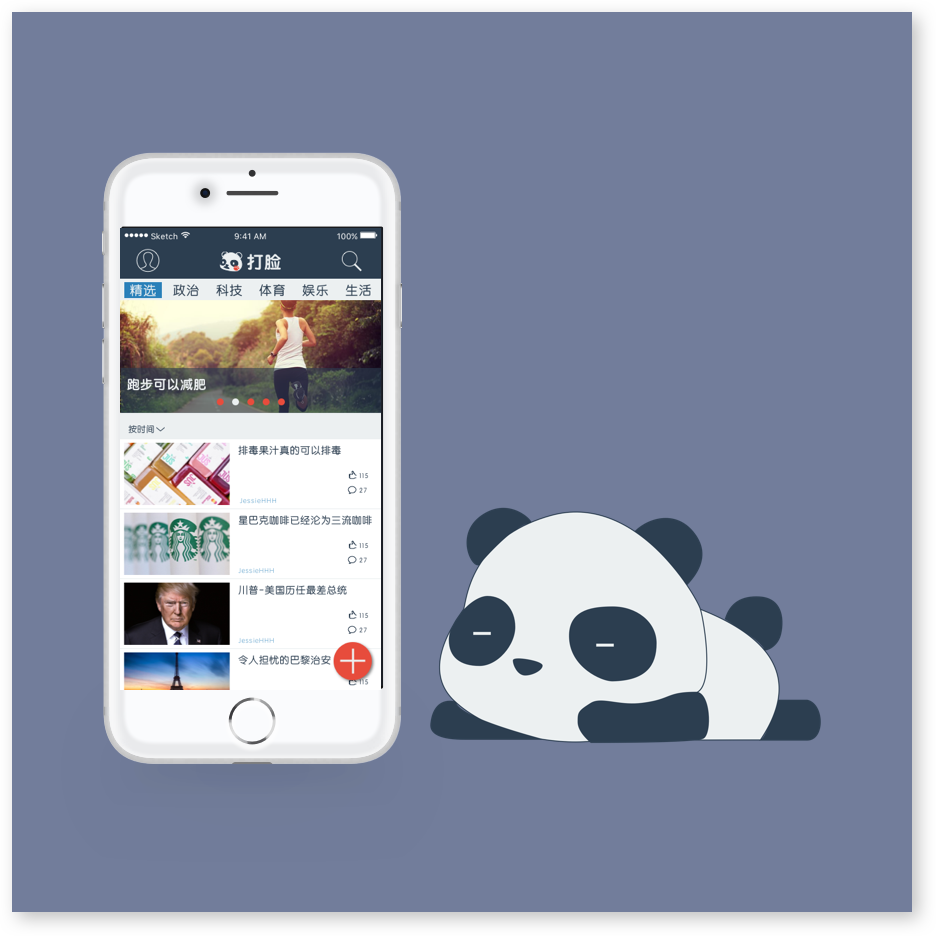 Sketch 9:41 AM 100%
打脸
精选 政治 科技 体育 娱乐 生活
跑步可以减肥
按时间
排毒果汁真的可以排毒
115
27
JessieHHH
星巴克咖啡已经沦为三流咖啡
115
27
JessieHHH
川普-美国历任最差总统
115
27
JessieHHH
令人担忧的巴黎治安
115